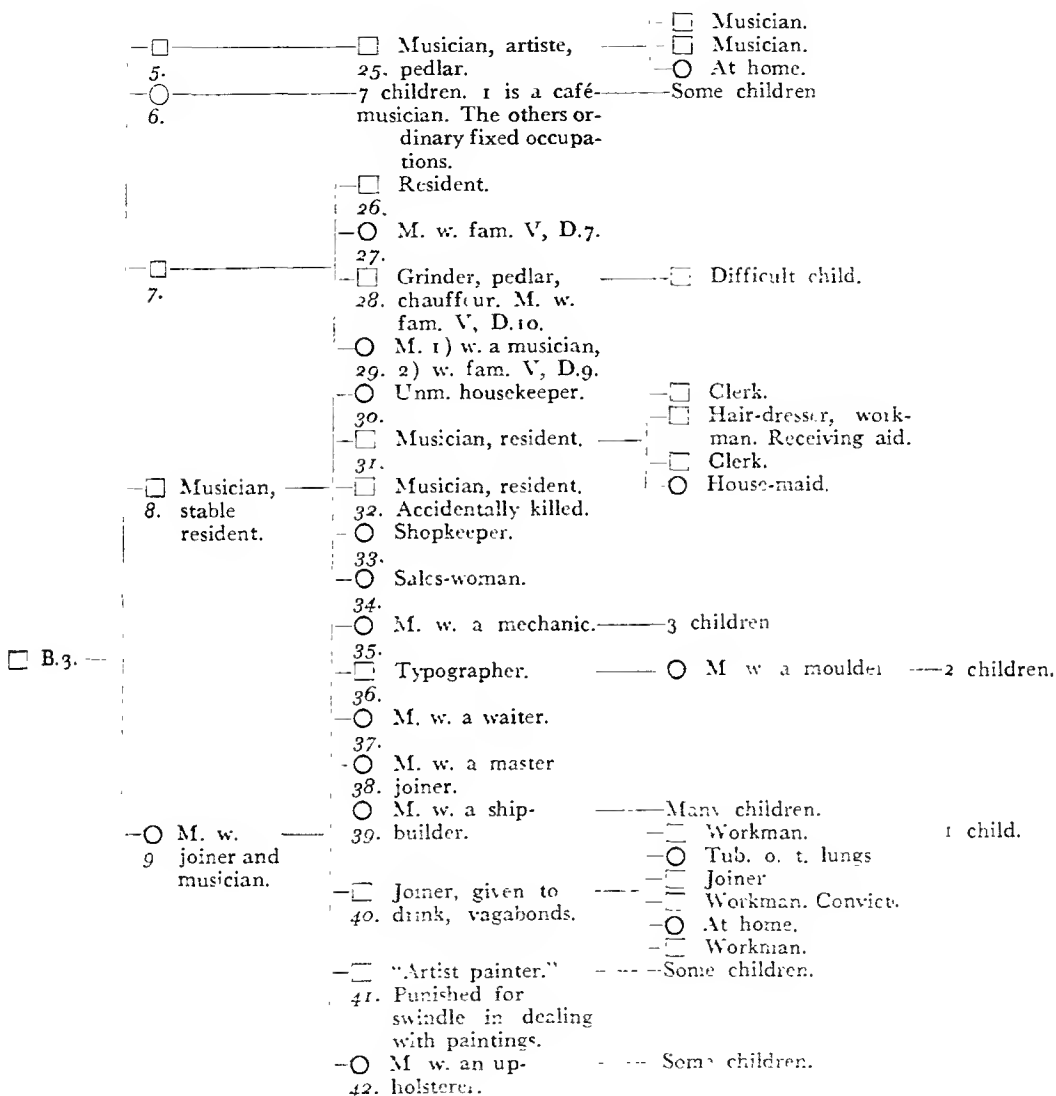 Musician.
Musician, artiste, Musician.
5. 25. pedlar. At home.
7 children. 1 is a café- Some children
6. musician. The others or-
dinary fixed occupa-
tions.
Resident.
26.
M. w. fam. V, D.7.
27.
Grinder, pedlar, Difficult child.
7. 28. chauffeur. M. w.
fam. V, D.10.
M. 1) w. a musician,
29. 2) w. fam. V, D.9.
Unm. housekeeper. Clerk.
30. Hair-dresser, work-
Musician, resident. man. Receiving aid.
31. Clerk.
Musician, Musician, resident. House-maid.
8. stable 32. Accidentally killed.
resident. Shopkeeper.
33.
Sales-woman.
34.
M. w. a mechanic. 3 children
35.
B.3. Typographer. M w a moulder 2 children.
36.
M. w. a waiter.
37.
M. w. a master
38. joiner.
M. w. a ship- Many children.
M. w. 39. builder. Workman. 1 child.
9 joiner and Tub. o. t. lungs
musician. Joiner
Joiner, given to Workman. Convict.
40. drink, vagabonds. At home.
Workman.
"Artist painter." Some children.
41. Punished for
swindle in dealing
with paintings.
M w. an up- Some children.
42. holsterer.